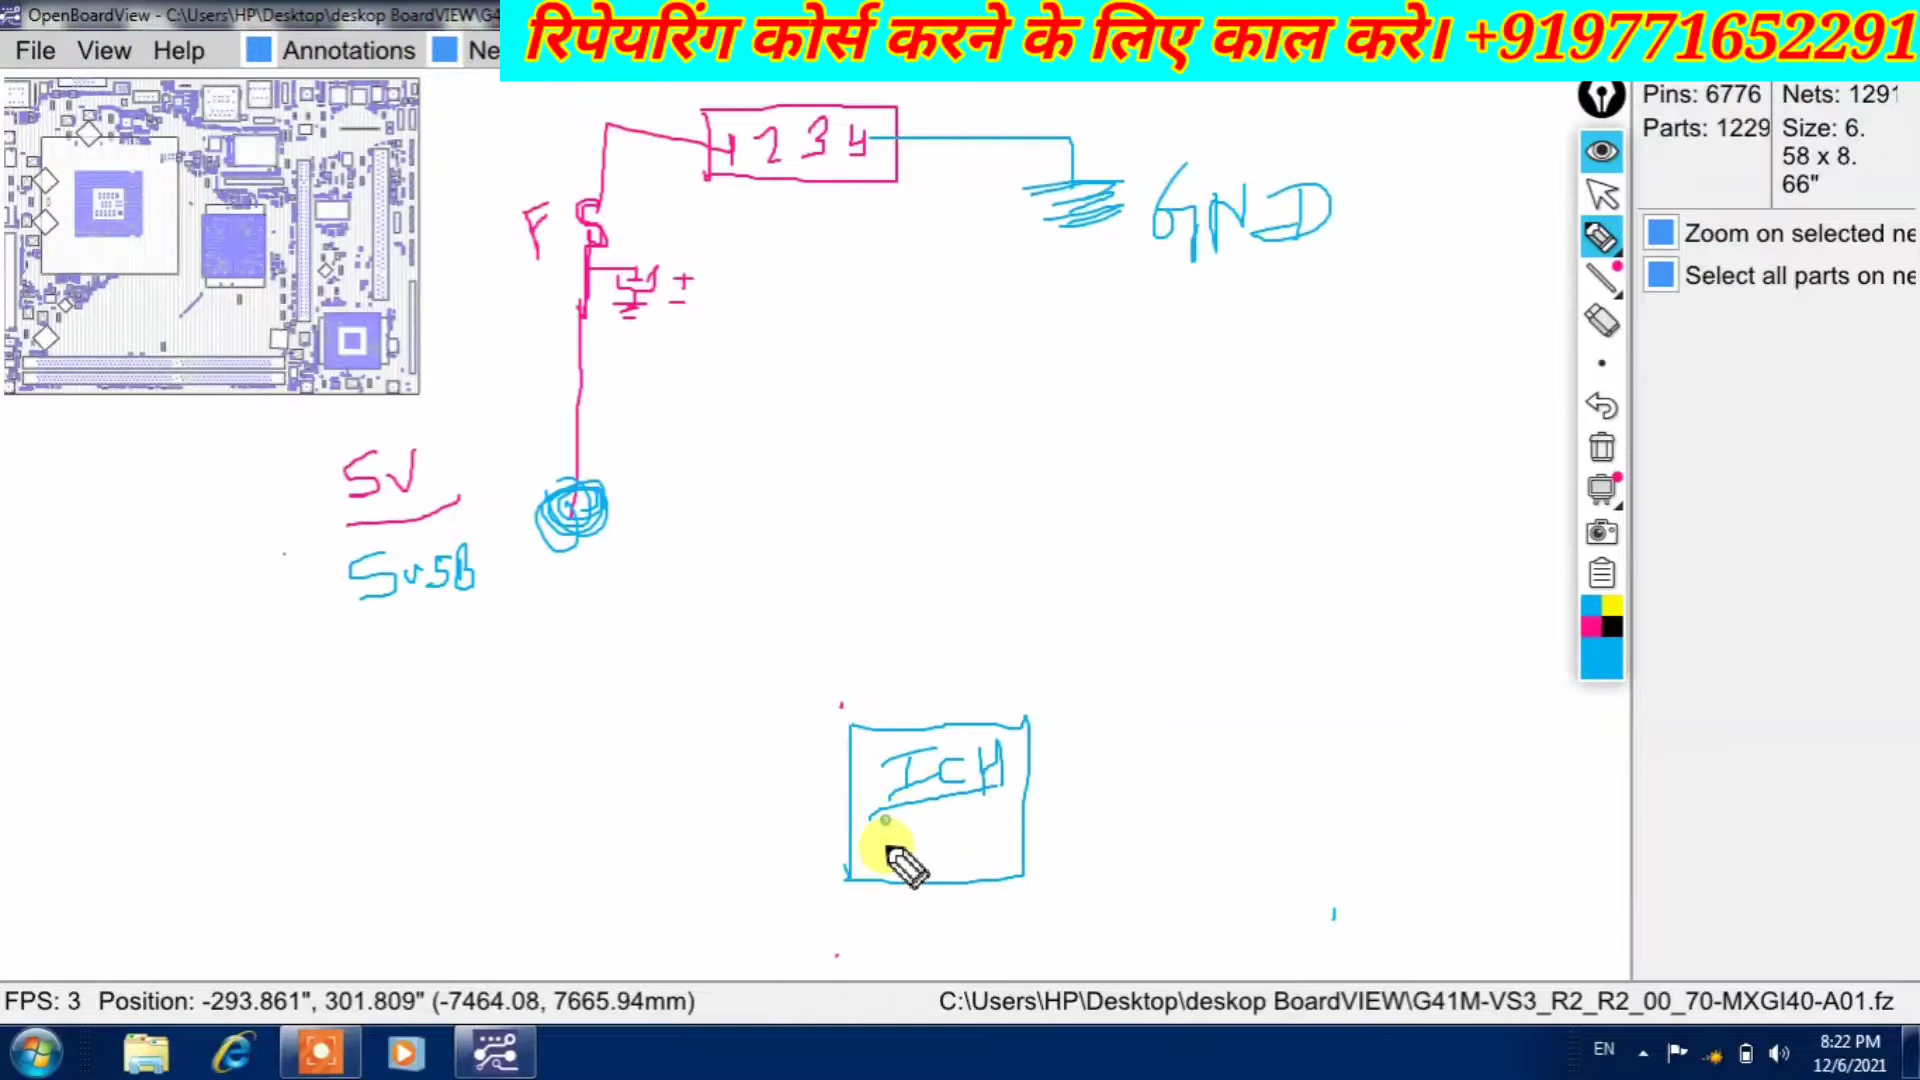 OpenBoardView - C:\Users\HP\Desktop\deskop BoardVIEW\G4
रिपेयरिंग कोर्स करने के लिए काल करे। +919771652291
File View Help Annotations Ne
Pins: 6776
Nets: 1291
Parts: 1229
Size: 6.
58 x 8.
66"
Zoom on selected ne
Select all parts on ne
1 2 3 4
GND
F
+
-
5V
5VSB
ICH
FPS: 3 Position: -293.861", 301.809" (-7464.08, 7665.94mm)
C:\Users\HP\Desktop\deskop BoardVIEW\G41M-VS3_R2_R2_00_70-MXGI40-A01.fz
EN
8:22 PM
12/6/2021